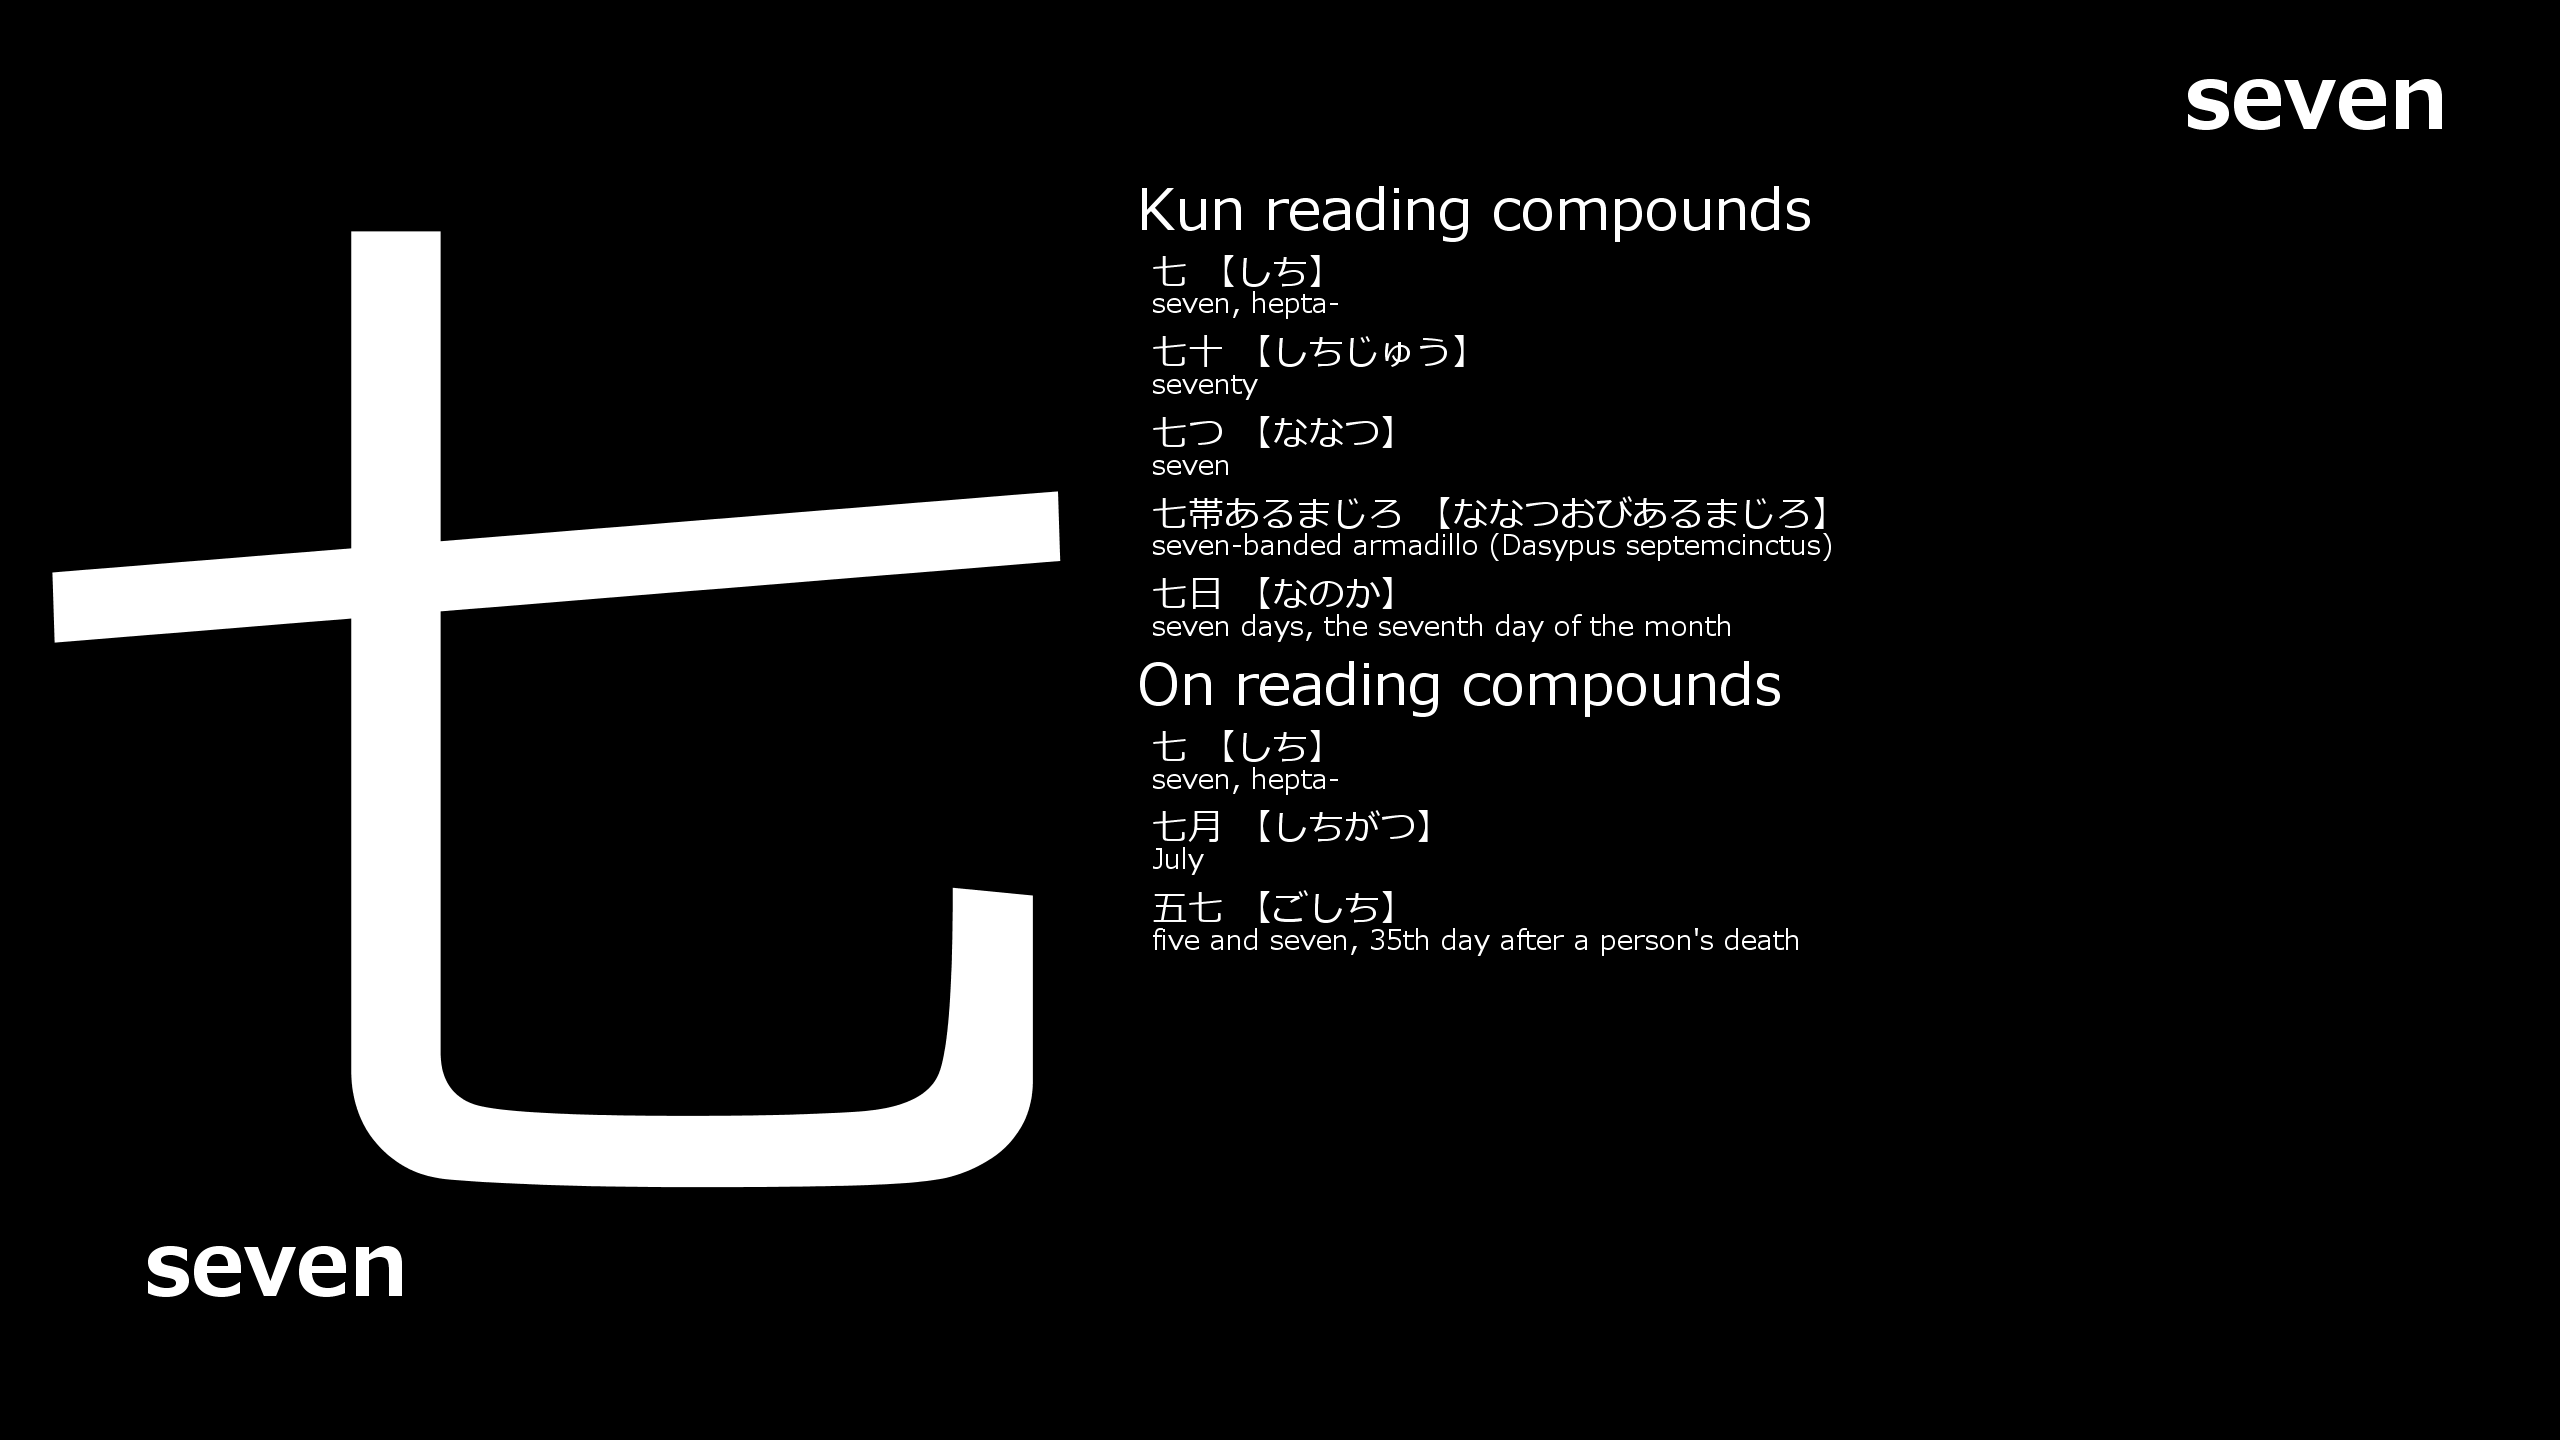 seven
七
Kun reading compounds
七 【しち】
seven, hepta-
七十 【しちじゅう】
seventy
七つ 【ななつ】
seven
七帯あるまじろ 【ななつおびあるまじろ】
seven-banded armadillo (Dasypus septemcinctus)
七日 【なのか】
seven days, the seventh day of the month
On reading compounds
七 【しち】
seven, hepta-
七月 【しちがつ】
July
五七 【ごしち】
five and seven, 35th day after a person's death
seven